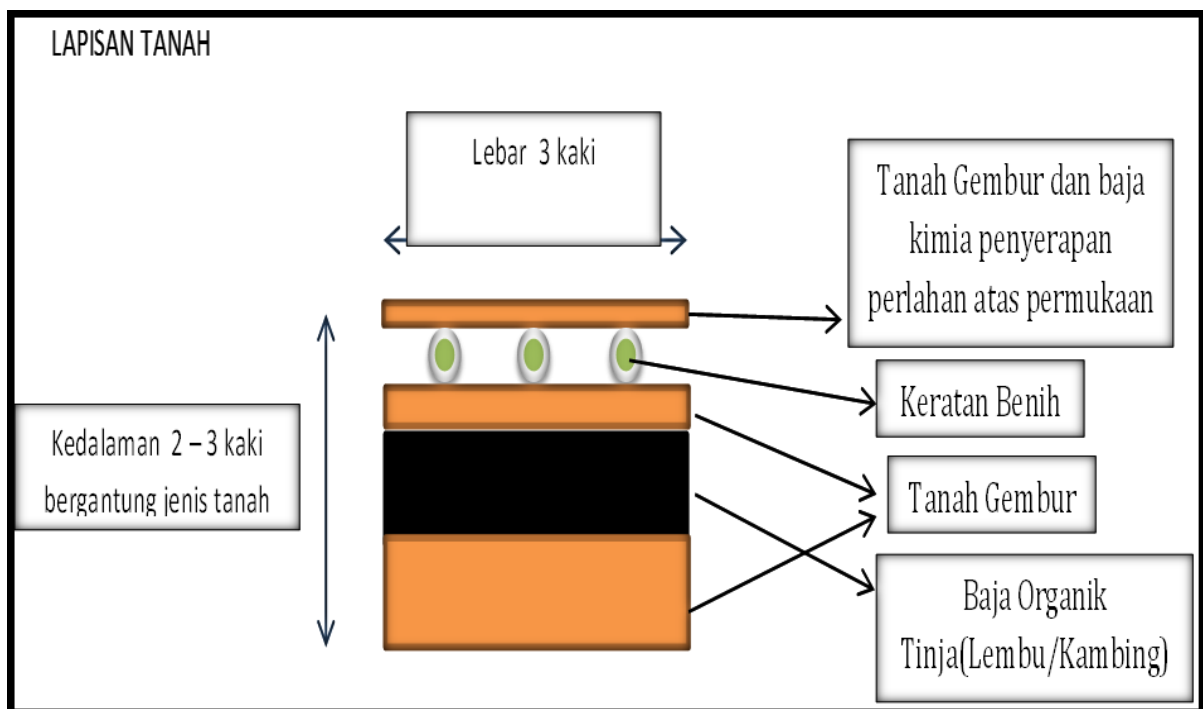 LAPISAN TANAH
Lebar 3 kaki
Tanah Gembur dan baja
kimia penyerapan
perlahan atas permukaan
Keratan Benih
Kedalaman 2 – 3 kaki
bergantung jenis tanah
Tanah Gembur
Baja Organik
Tinja(Lembu/Kambing)